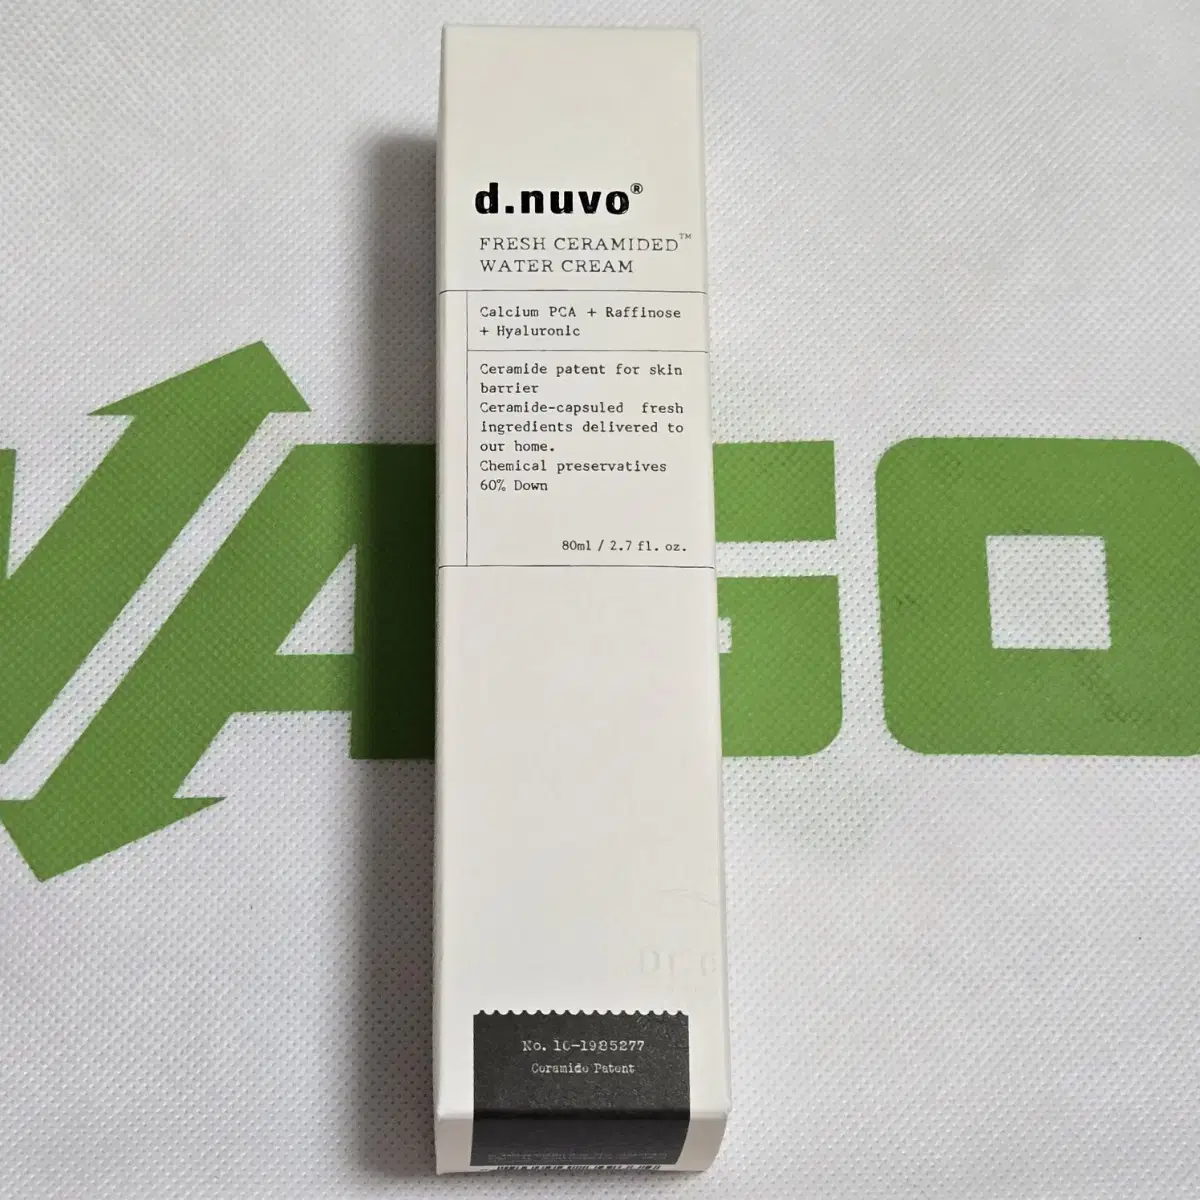 d.nuvo®
FRESH CERAMIDED™
WATER CREAM
Calcium PCA + Raffinose
+ Hyaluronic
Ceramide patent for skin
barrier
Ceramide-capsuled fresh
ingredients delivered to
our home.
Chemical preservatives
60% Down
80ml / 2.7 fl. oz.
No. 10-1985277
Ceramide Patent